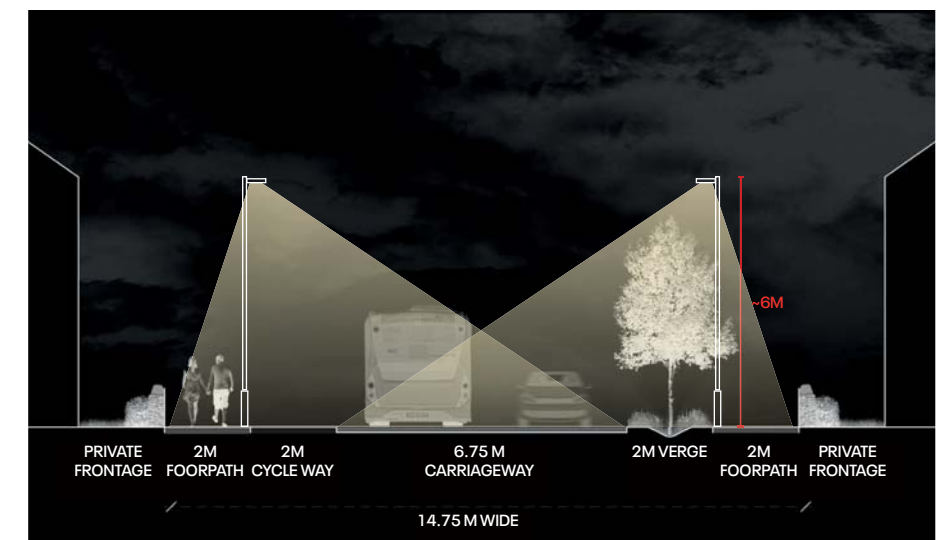 ~6M
PRIVATE
FRONTAGE
2M
FOORPATH
2M
CYCLE WAY
6.75 M
CARRIAGEWAY
2M VERGE
2M
FOORPATH
PRIVATE
FRONTAGE
14.75 M WIDE